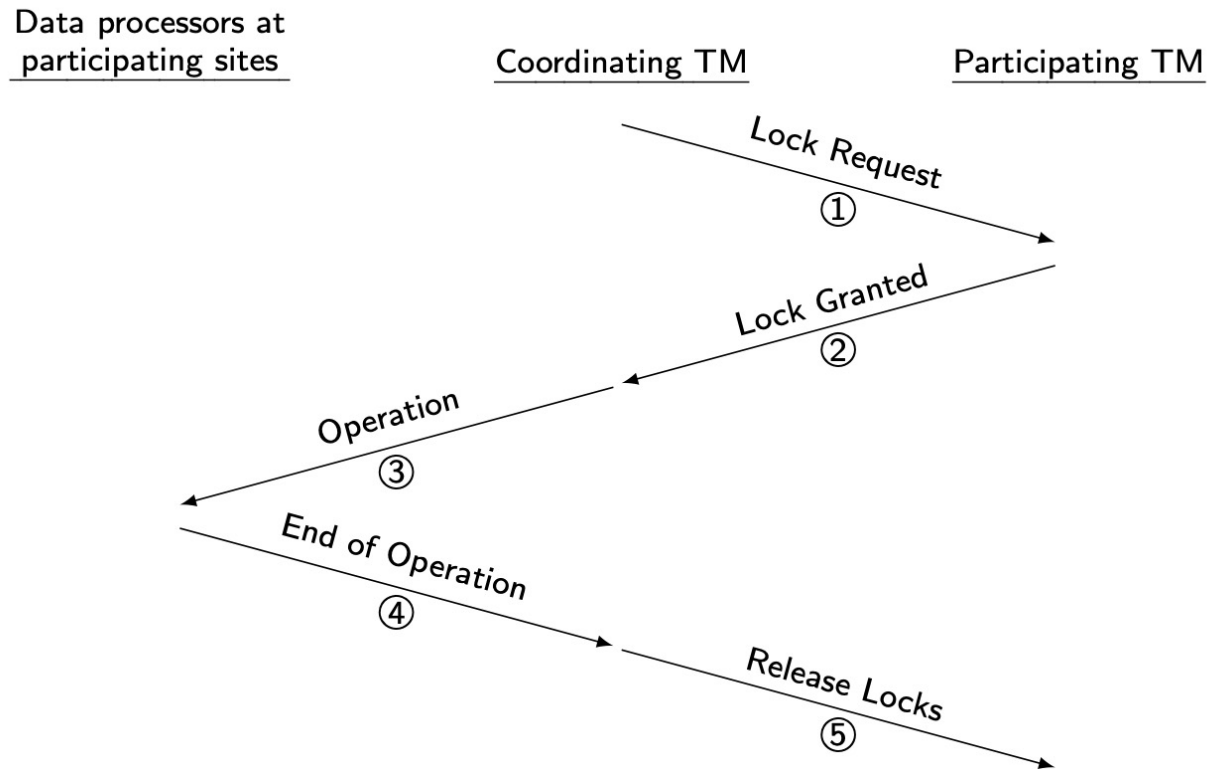 Data processors at
participating sites
Coordinating TM
Participating TM
Lock Request
①
Lock Granted
②
Operation
③
End of Operation
④
Release Locks
⑤